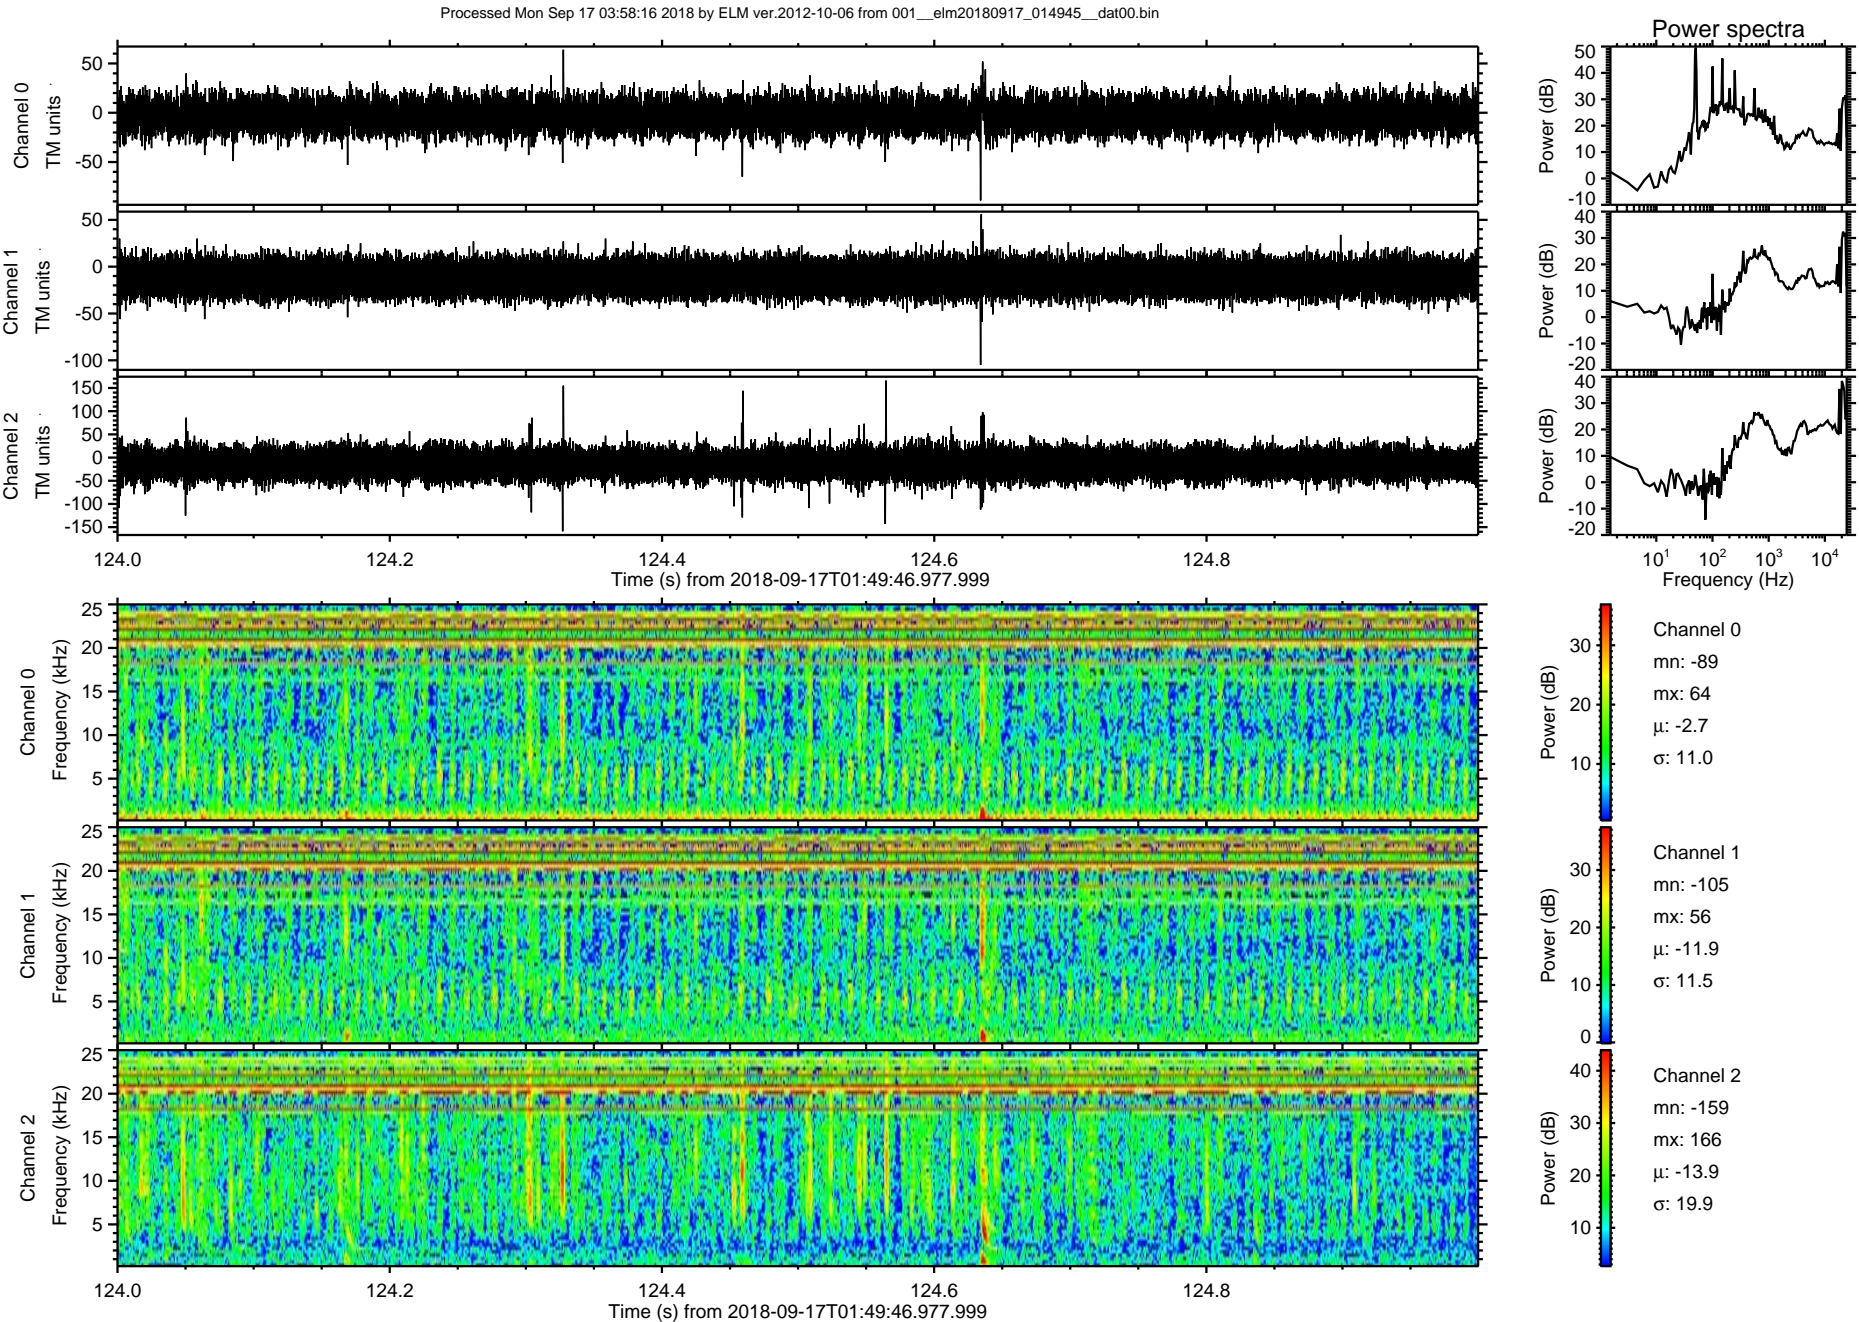 Processed Mon Sep 17 03:58:16 2018 by ELM ver.2012-10-06 from 001__elm20180917_014945__dat00.bin
Power spectra
Channel 0
TM units
50
0
-50
Power (dB)
50
40
30
20
10
0
-10
Channel 1
TM units
50
0
-50
-100
Power (dB)
40
30
20
10
0
-10
-20
Channel 2
TM units
150
100
50
0
-50
-100
-150
Power (dB)
40
30
20
10
0
-10
-20
124.0 124.2 124.4 124.6 124.8
Time (s) from 2018-09-17T01:49:46.977.999
10^1 10^2 10^3 10^4
Frequency (Hz)
Channel 0
Frequency (kHz)
25
20
15
10
5
Power (dB)
30
20
10
Channel 0
mn: -89
mx: 64
μ: -2.7
σ: 11.0
Channel 1
Frequency (kHz)
25
20
15
10
5
Power (dB)
30
20
10
0
Channel 1
mn: -105
mx: 56
μ: -11.9
σ: 11.5
Channel 2
Frequency (kHz)
25
20
15
10
5
Power (dB)
40
30
20
10
Channel 2
mn: -159
mx: 166
μ: -13.9
σ: 19.9
124.0 124.2 124.4 124.6 124.8
Time (s) from 2018-09-17T01:49:46.977.999